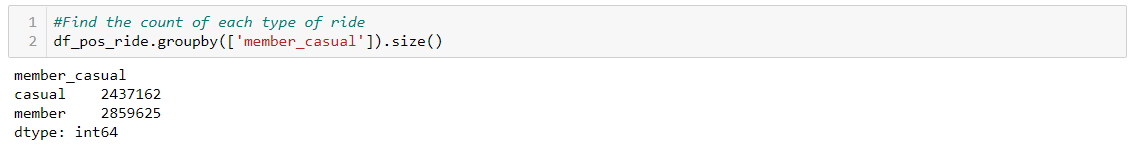 1 #Find the count of each type of ride
2 df_pos_ride.groupby(['member_casual']).size()
member_casual
casual    2437162
member    2859625
dtype: int64